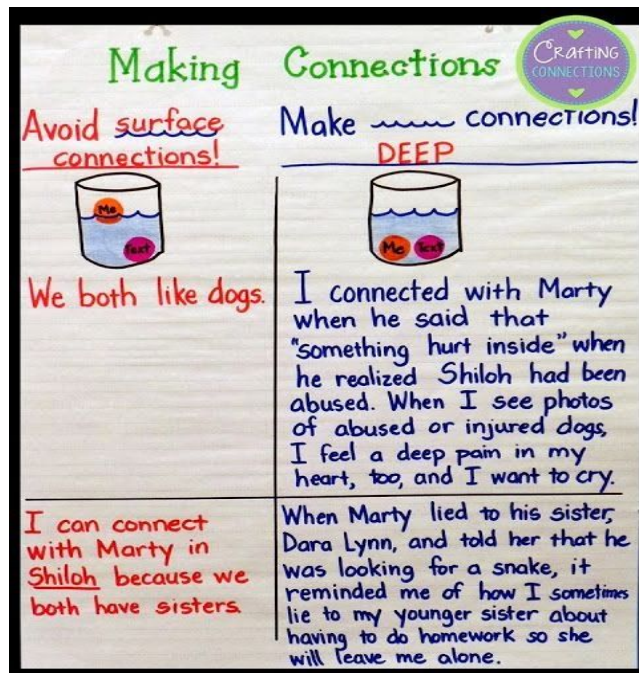 Making Connections
CRafting
CONNECTIONS
Avoid surface
connections!
Make connections!
DEEP
Me
Text
Me Text
We both like dogs.
I connected with Marty
when he said that
"something hurt inside" when
he realized Shiloh had been
abused. When I see photos
of abused or injured dogs,
I feel a deep pain in my
heart, too, and I want to cry.
I can connect
with Marty in
Shiloh because we
both have sisters.
When Marty lied to his sister,
Dara Lynn, and told her that he
was looking for a snake, it
reminded me of how I sometimes
lie to my younger sister about
having to do homework so she
will leave me alone.